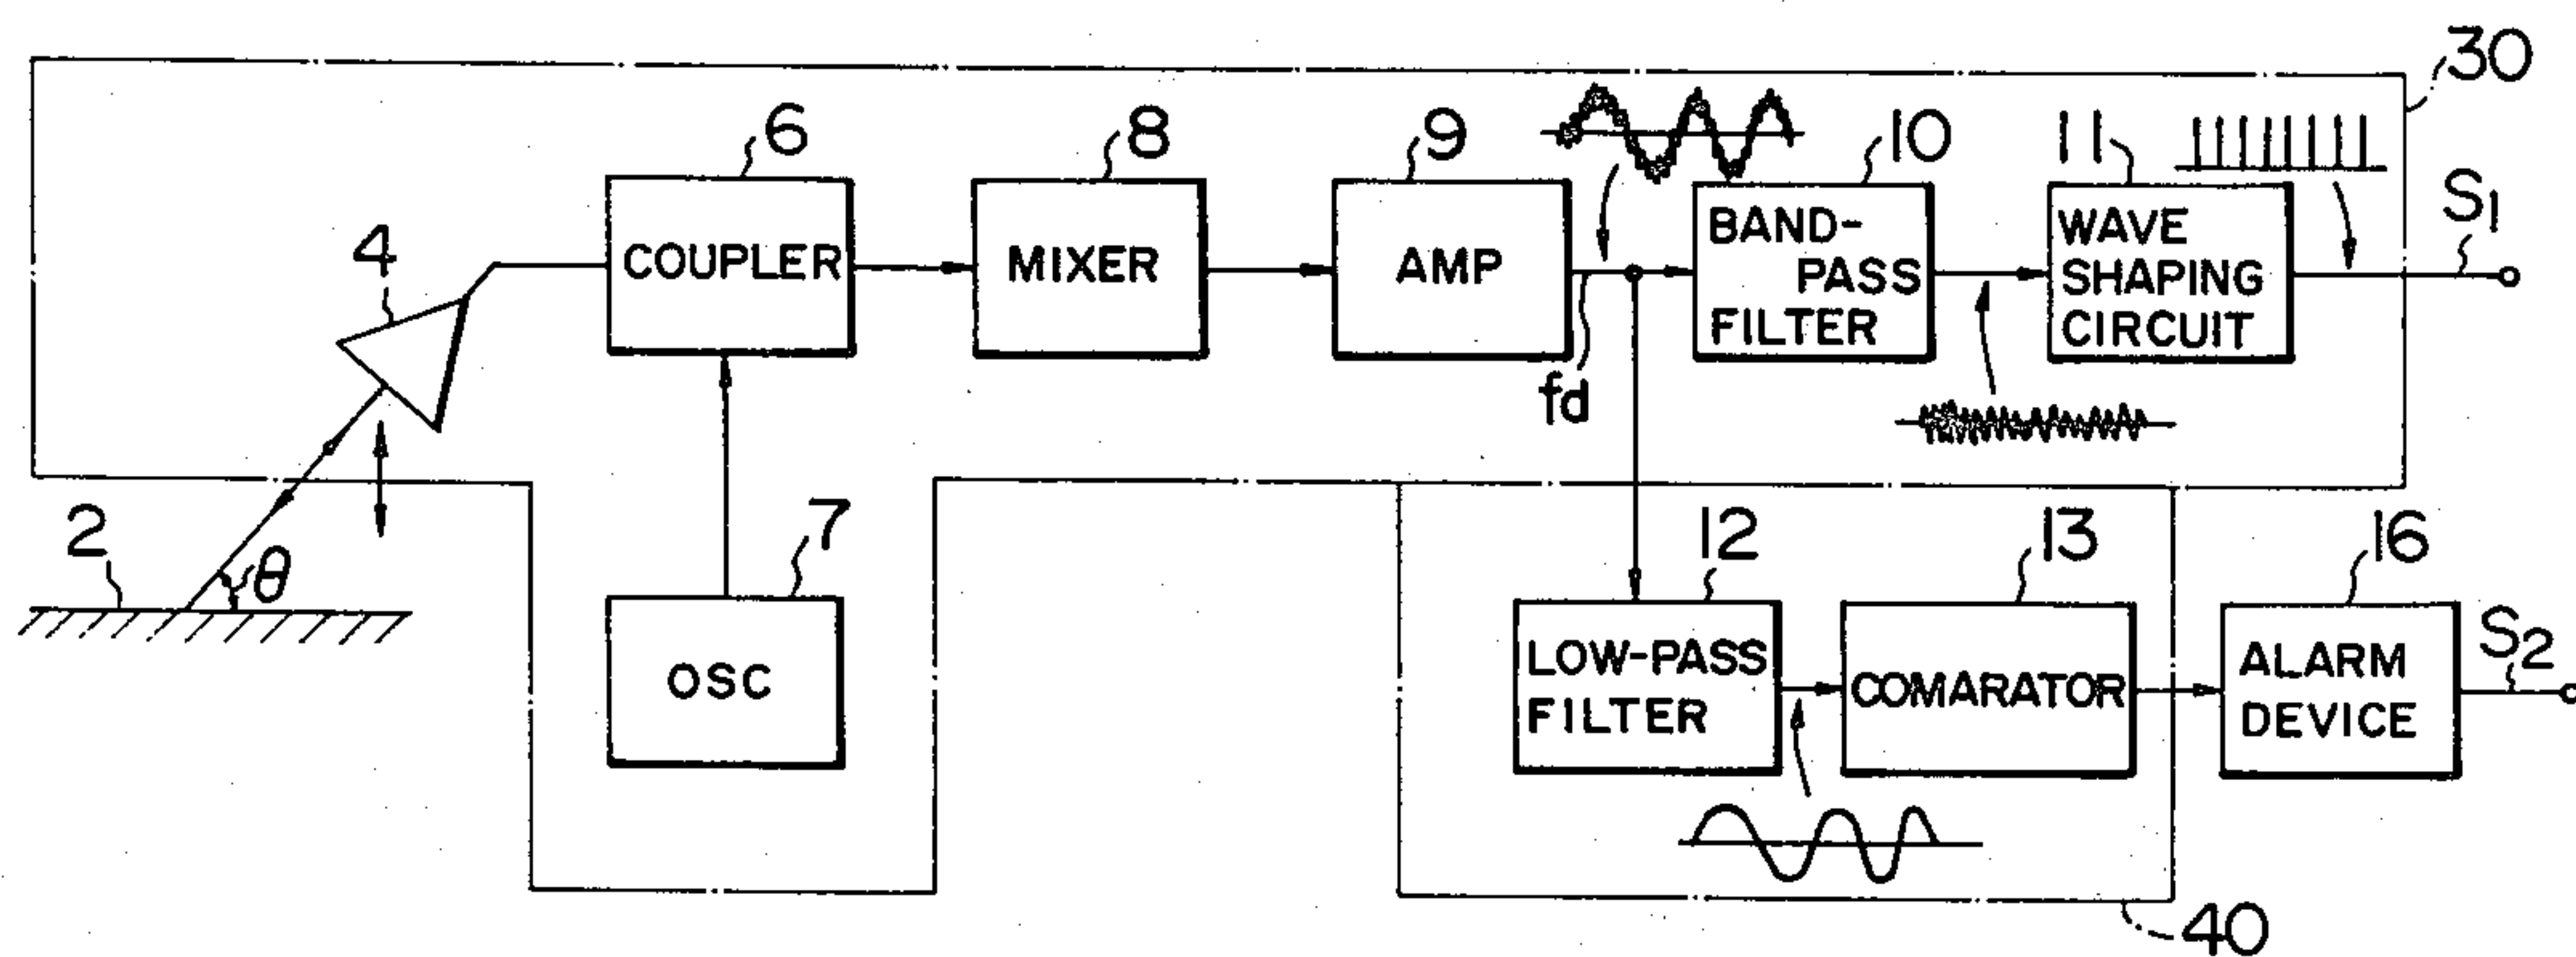 30
6
8
9
10
11
S1
4
COUPLER
MIXER
AMP
BAND-
PASS
FILTER
WAVE
SHAPING
CIRCUIT
fd
2
θ
7
12
13
16
OSC
LOW-PASS
FILTER
COMARATOR
ALARM
DEVICE
S2
40